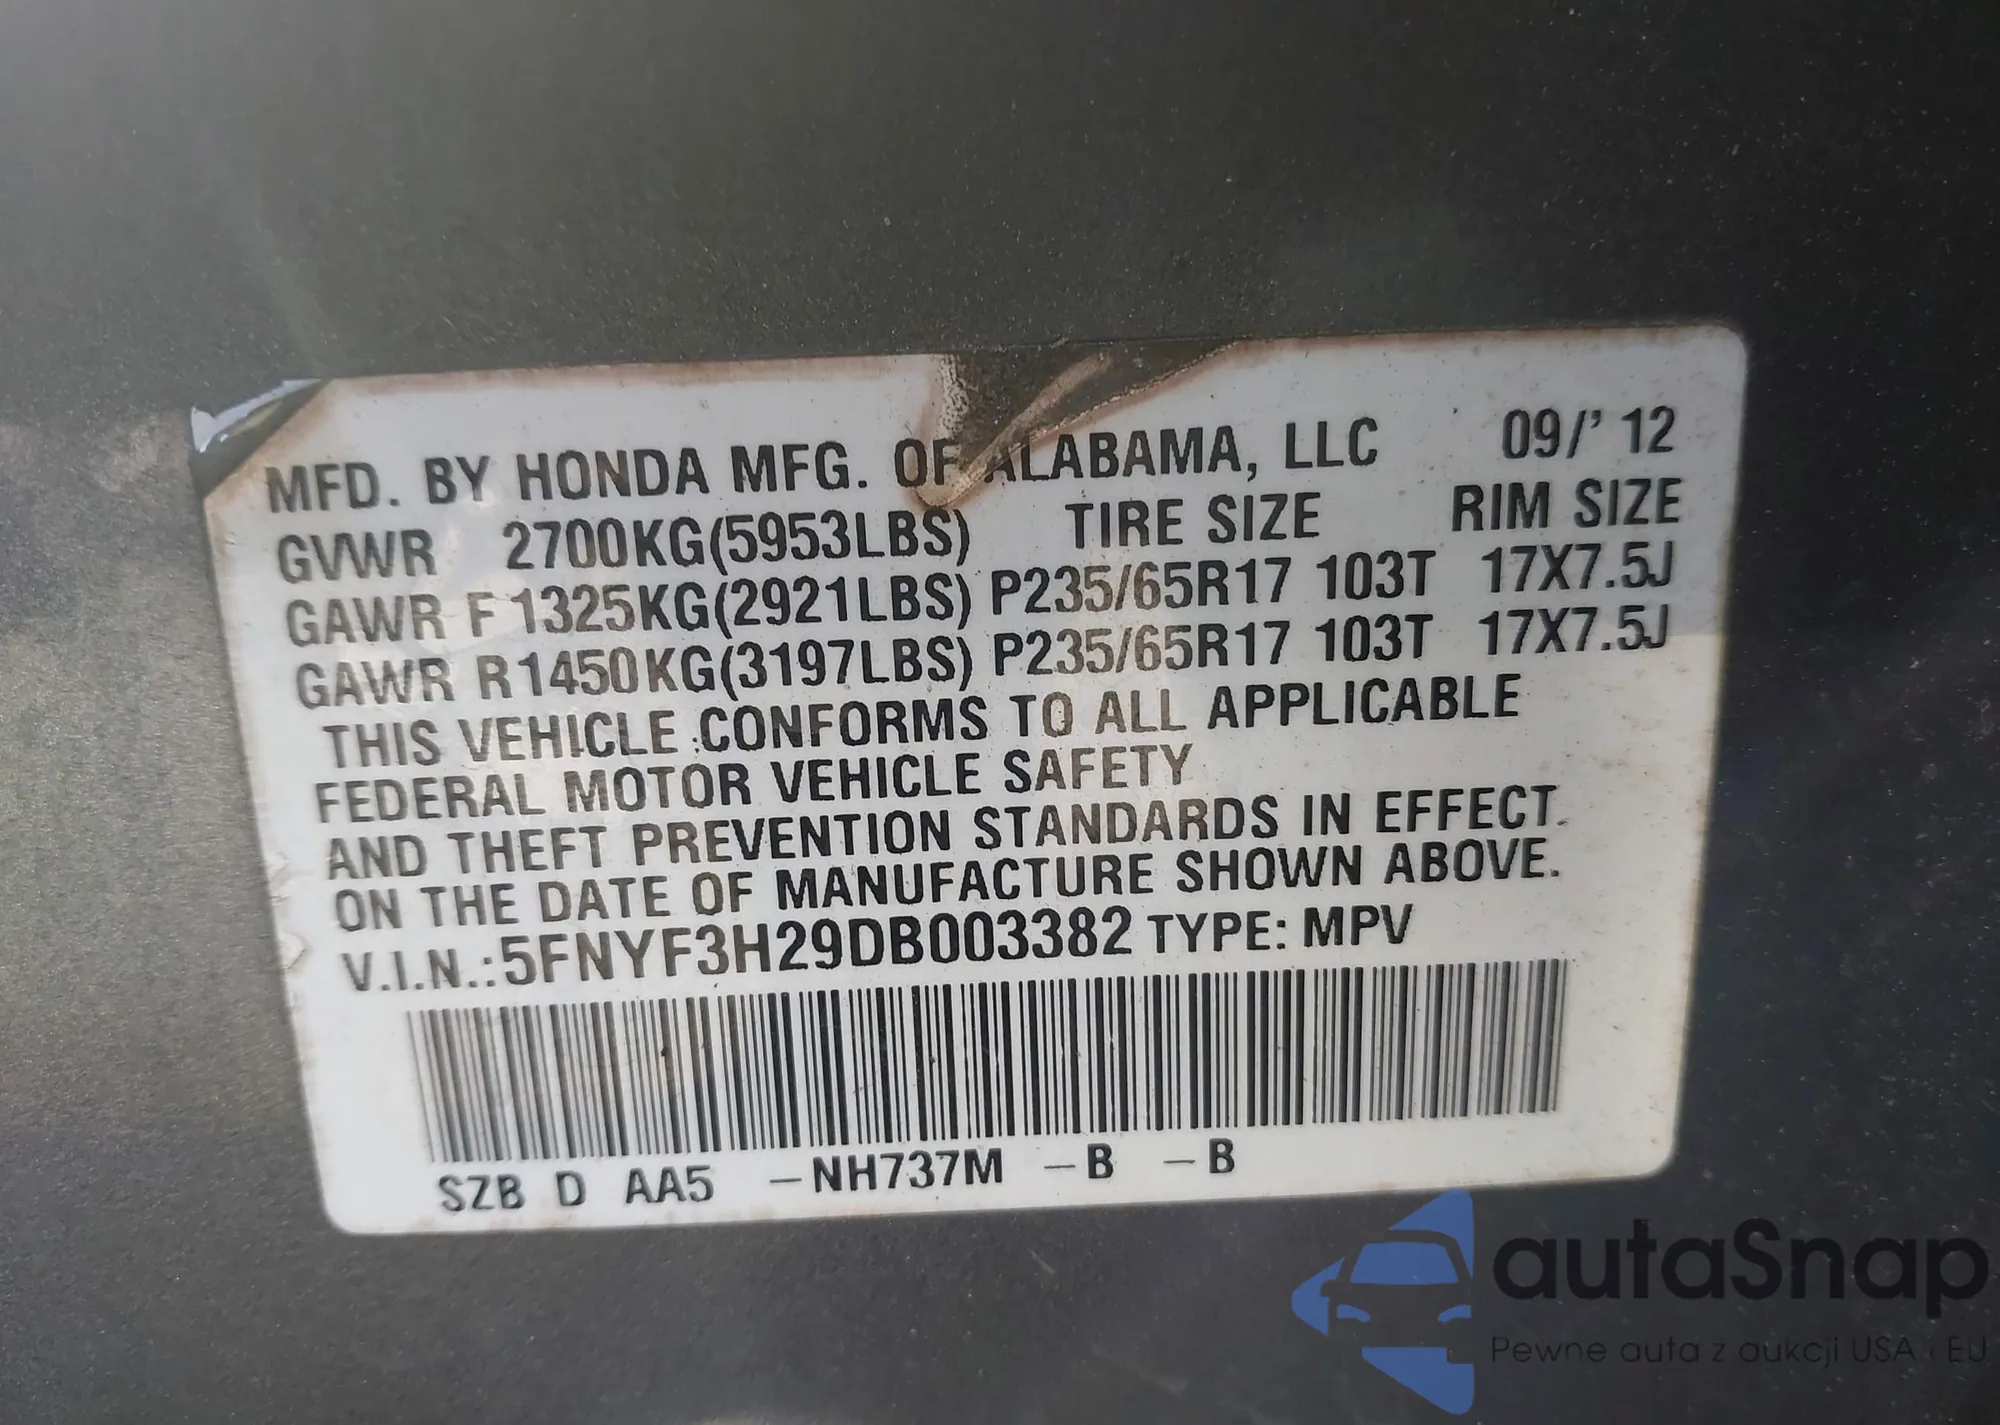 MFD. BY HONDA MFG. OF ALABAMA, LLC 09/'12
GVWR 2700KG(5953LBS) TIRE SIZE RIM SIZE
GAWR F 1325KG(2921LBS) P235/65R17 103T 17X7.5J
GAWR R1450KG(3197LBS) P235/65R17 103T 17X7.5J
THIS VEHICLE CONFORMS TO ALL APPLICABLE
FEDERAL MOTOR VEHICLE SAFETY
AND THEFT PREVENTION STANDARDS IN EFFECT
ON THE DATE OF MANUFACTURE SHOWN ABOVE.
V.I.N.:5FNYF3H29DB003382 TYPE: MPV
SZB D AA5 -NH737M -B -B
autaSnap
Pewne auta z aukcji USA i EU